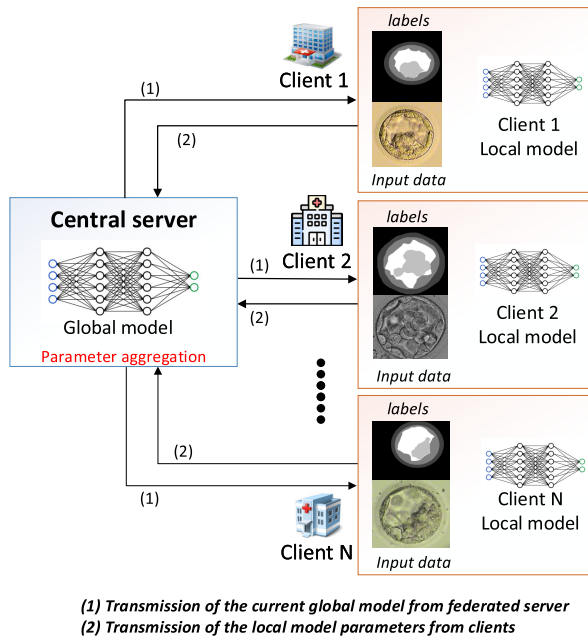 labels
Client 1
(1)
(2)
Client 1
Local model
Input data
Central server
Global model
Parameter aggregation
labels
Client 2
(1)
(2)
Client 2
Local model
Input data
labels
(2)
(1)
Client N
Client N
Local model
Input data
(1) Transmission of the current global model from federated server
(2) Transmission of the local model parameters from clients